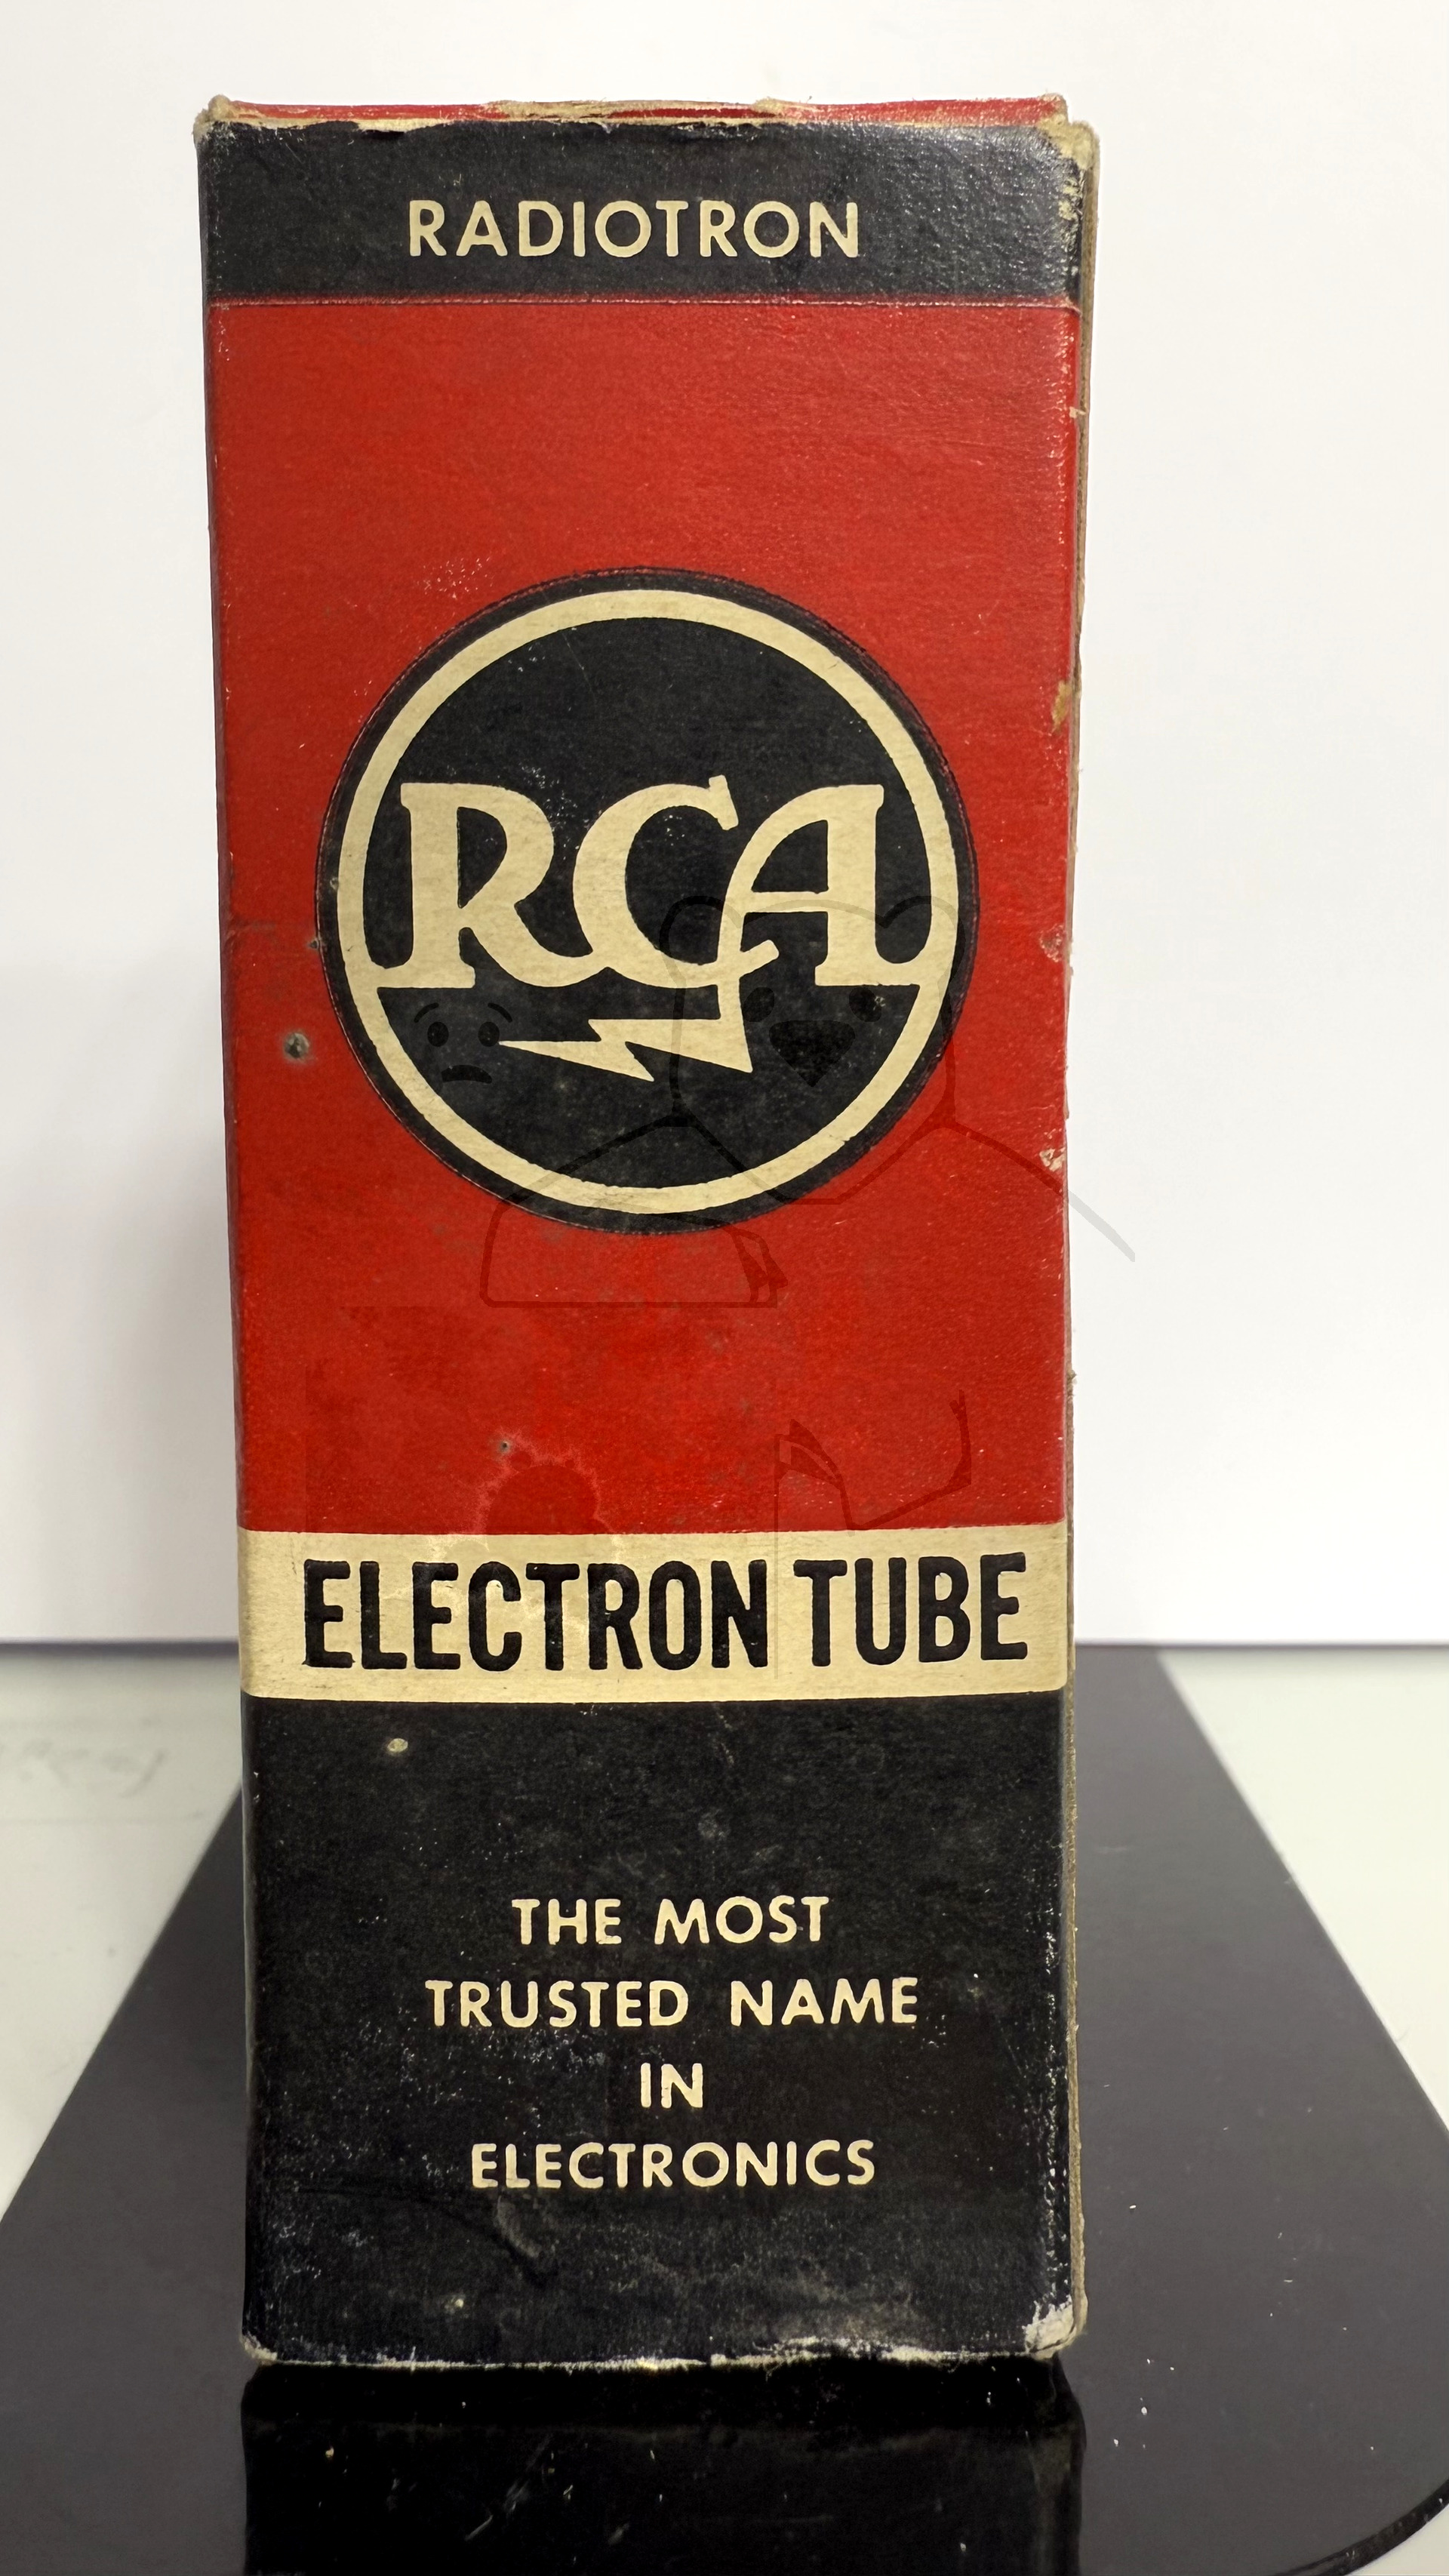 RADIOTRON
RCA
ELECTRON TUBE
THE MOST
TRUSTED NAME
IN
ELECTRONICS